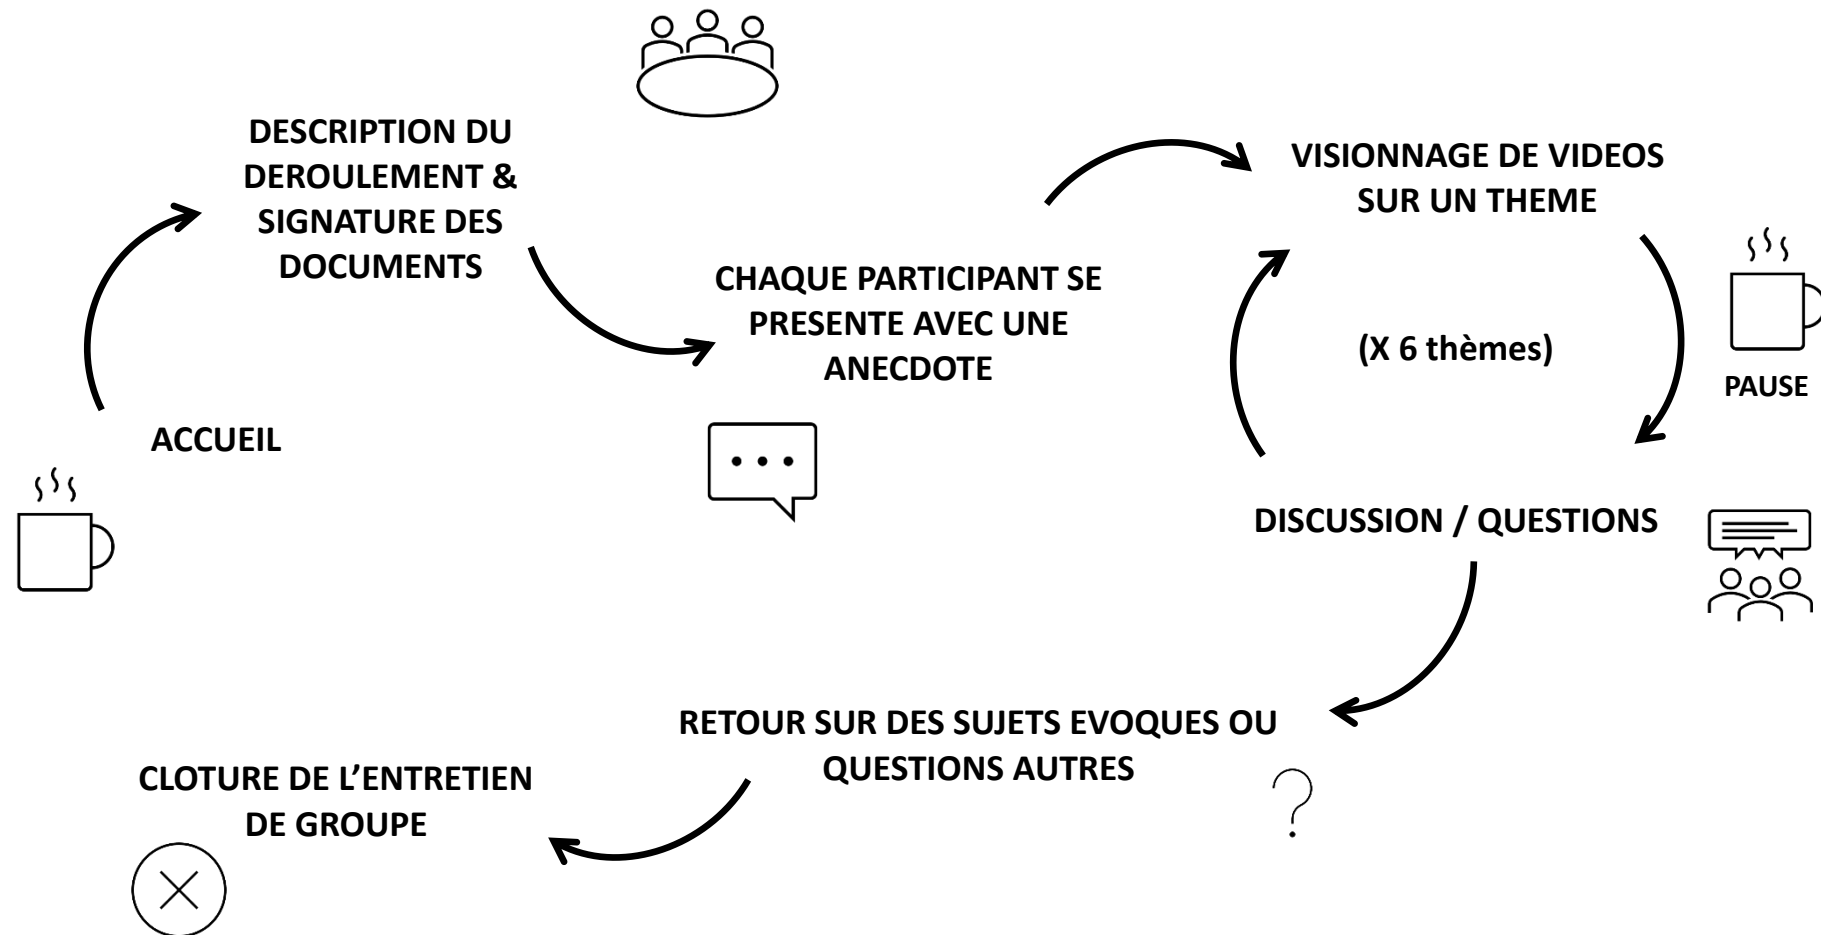 ACCUEIL
DESCRIPTION DU
DEROULEMENT &
SIGNATURE DES
DOCUMENTS
CHAQUE PARTICIPANT SE
PRESENTE AVEC UNE
ANECDOTE
VISIONNAGE DE VIDEOS
SUR UN THEME
(X 6 thèmes)
PAUSE
DISCUSSION / QUESTIONS
RETOUR SUR DES SUJETS EVOQUES OU
QUESTIONS AUTRES
?
CLOTURE DE L’ENTRETIEN
DE GROUPE